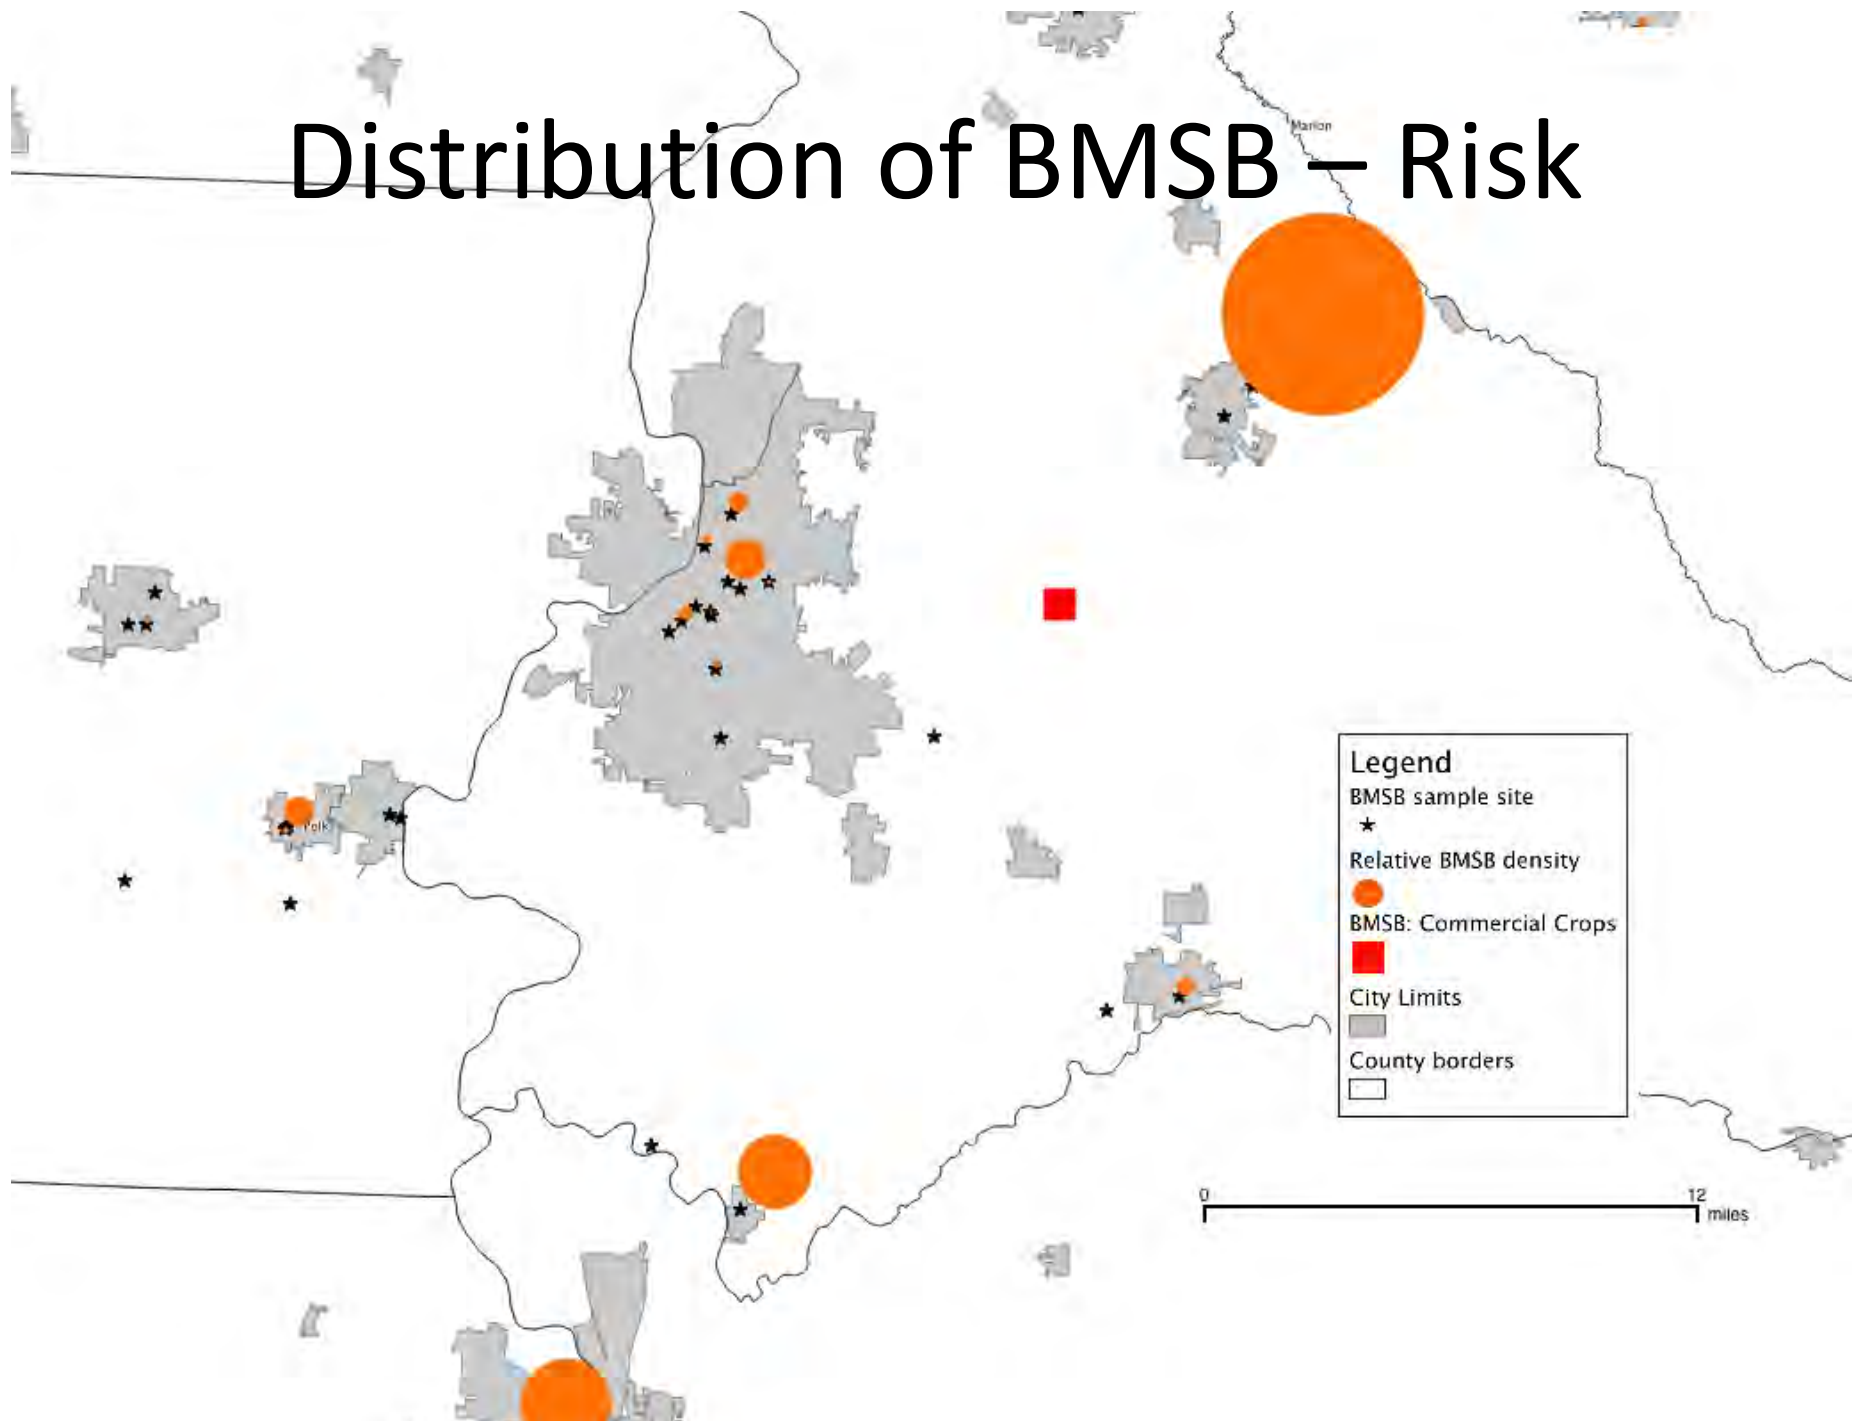 Marion
Distribution of BMSB – Risk
Polk
Legend
BMSB sample site
Relative BMSB density
BMSB: Commercial Crops
City Limits
County borders
0 12
miles